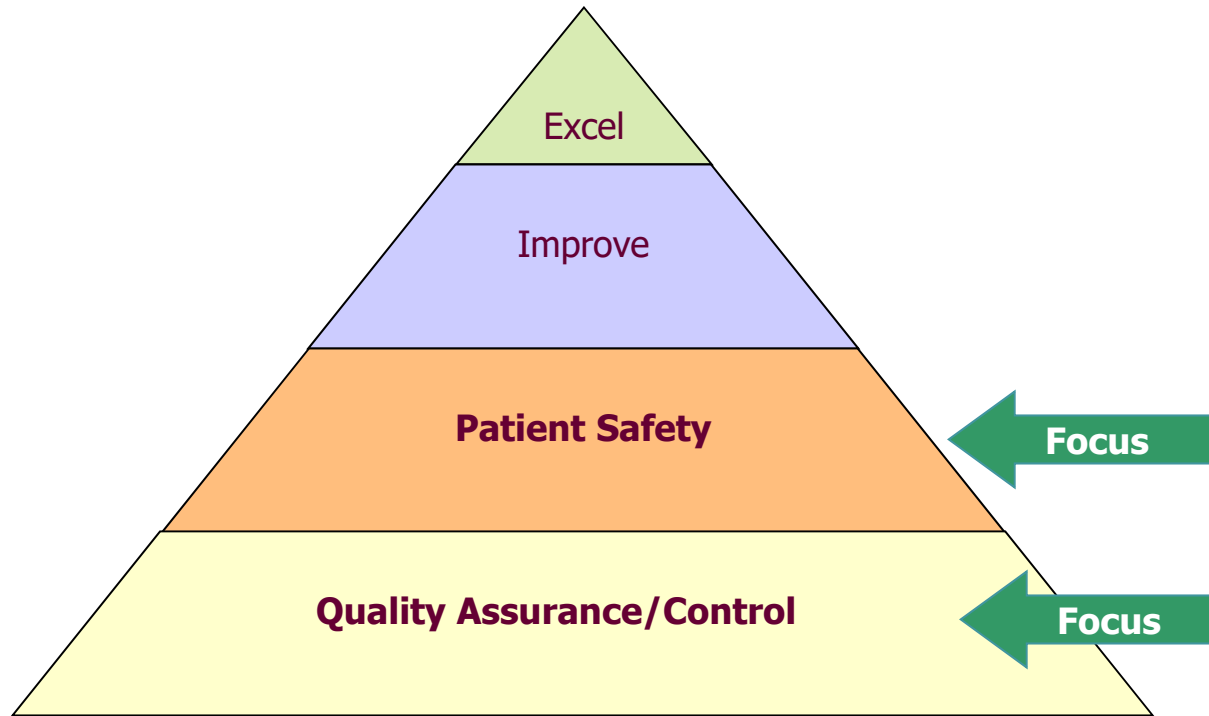 Excel
Improve
Patient Safety
Focus
Quality Assurance/Control
Focus